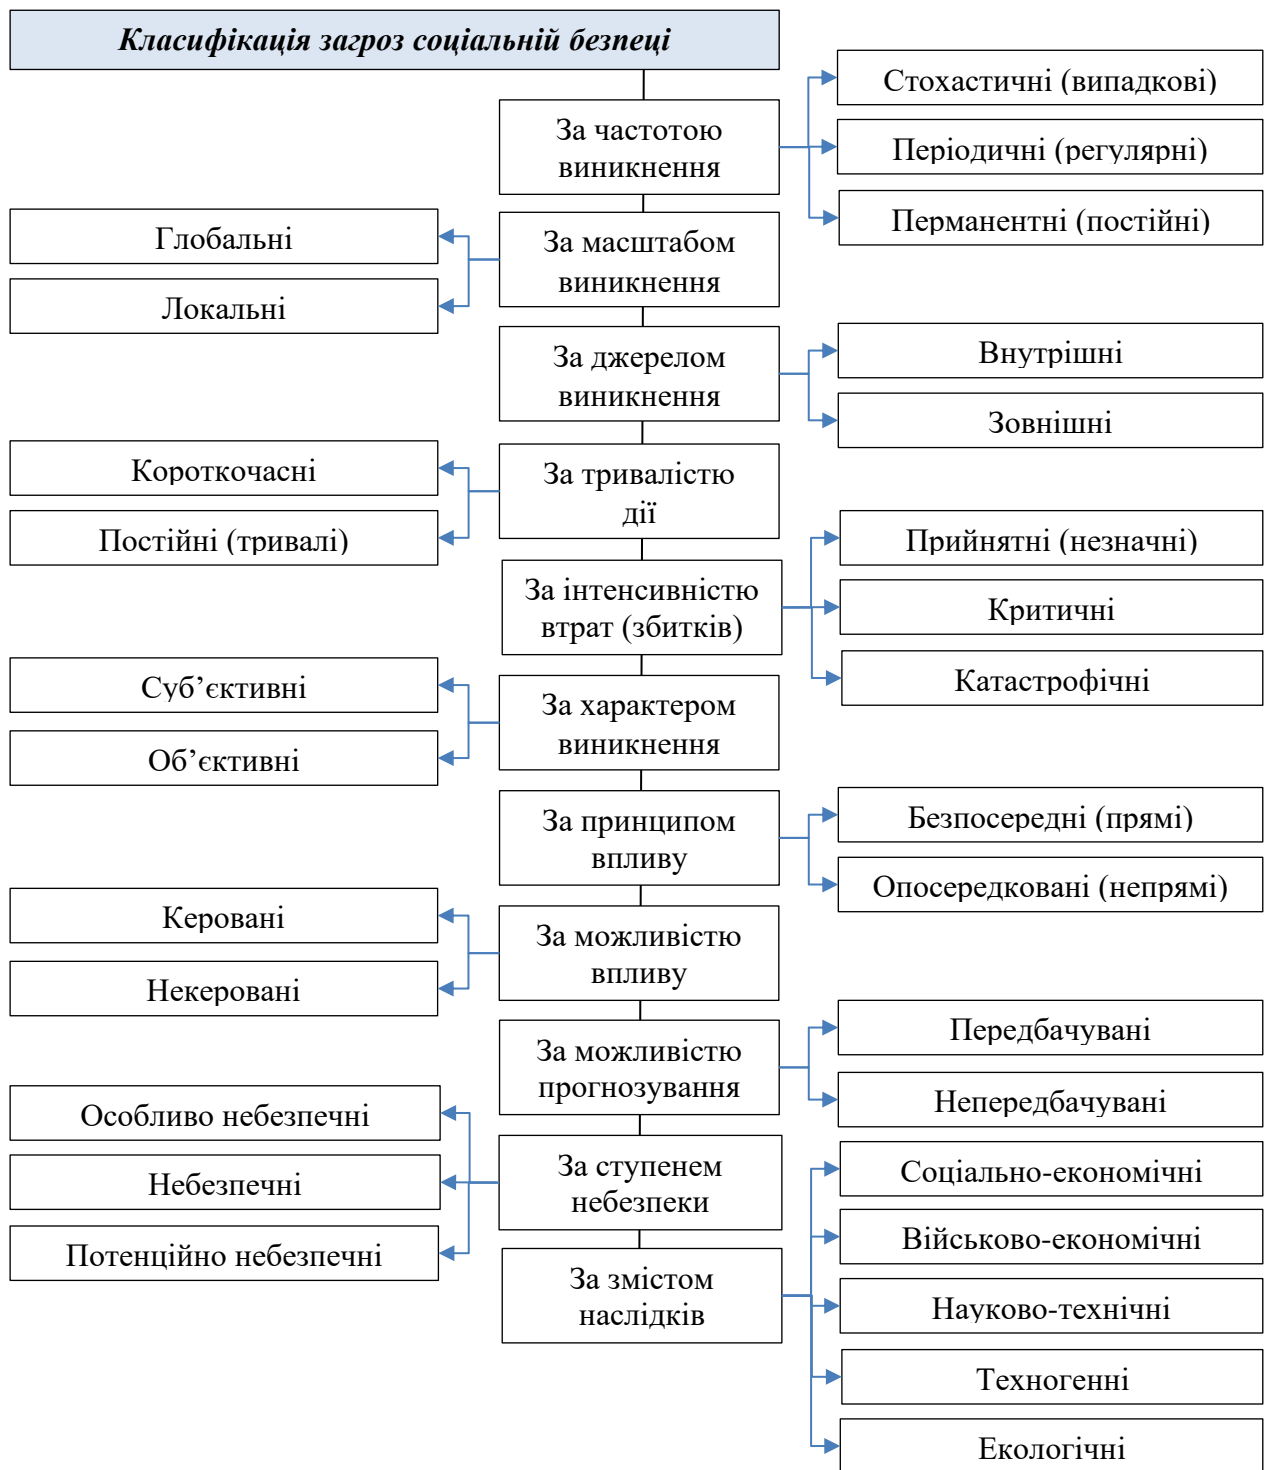 Класифікація загроз соціальній безпеці
За частотою
виникнення
Стохастичні (випадкові)
Періодичні (регулярні)
Перманентні (постійні)
За масштабом
виникнення
Глобальні
Локальні
За джерелом
виникнення
Внутрішні
Зовнішні
За тривалістю
дії
Короткочасні
Постійні (тривалі)
За інтенсивністю
втрат (збитків)
Прийнятні (незначні)
Критичні
Катастрофічні
За характером
виникнення
Суб’єктивні
Об’єктивні
За принципом
впливу
Безпосередні (прямі)
Опосередковані (непрямі)
За можливістю
впливу
Керовані
Некеровані
За можливістю
прогнозування
Передбачувані
Непередбачувані
За ступенем
небезпеки
Особливо небезпечні
Небезпечні
Потенційно небезпечні
За змістом
наслідків
Соціально-економічні
Військово-економічні
Науково-технічні
Техногенні
Екологічні